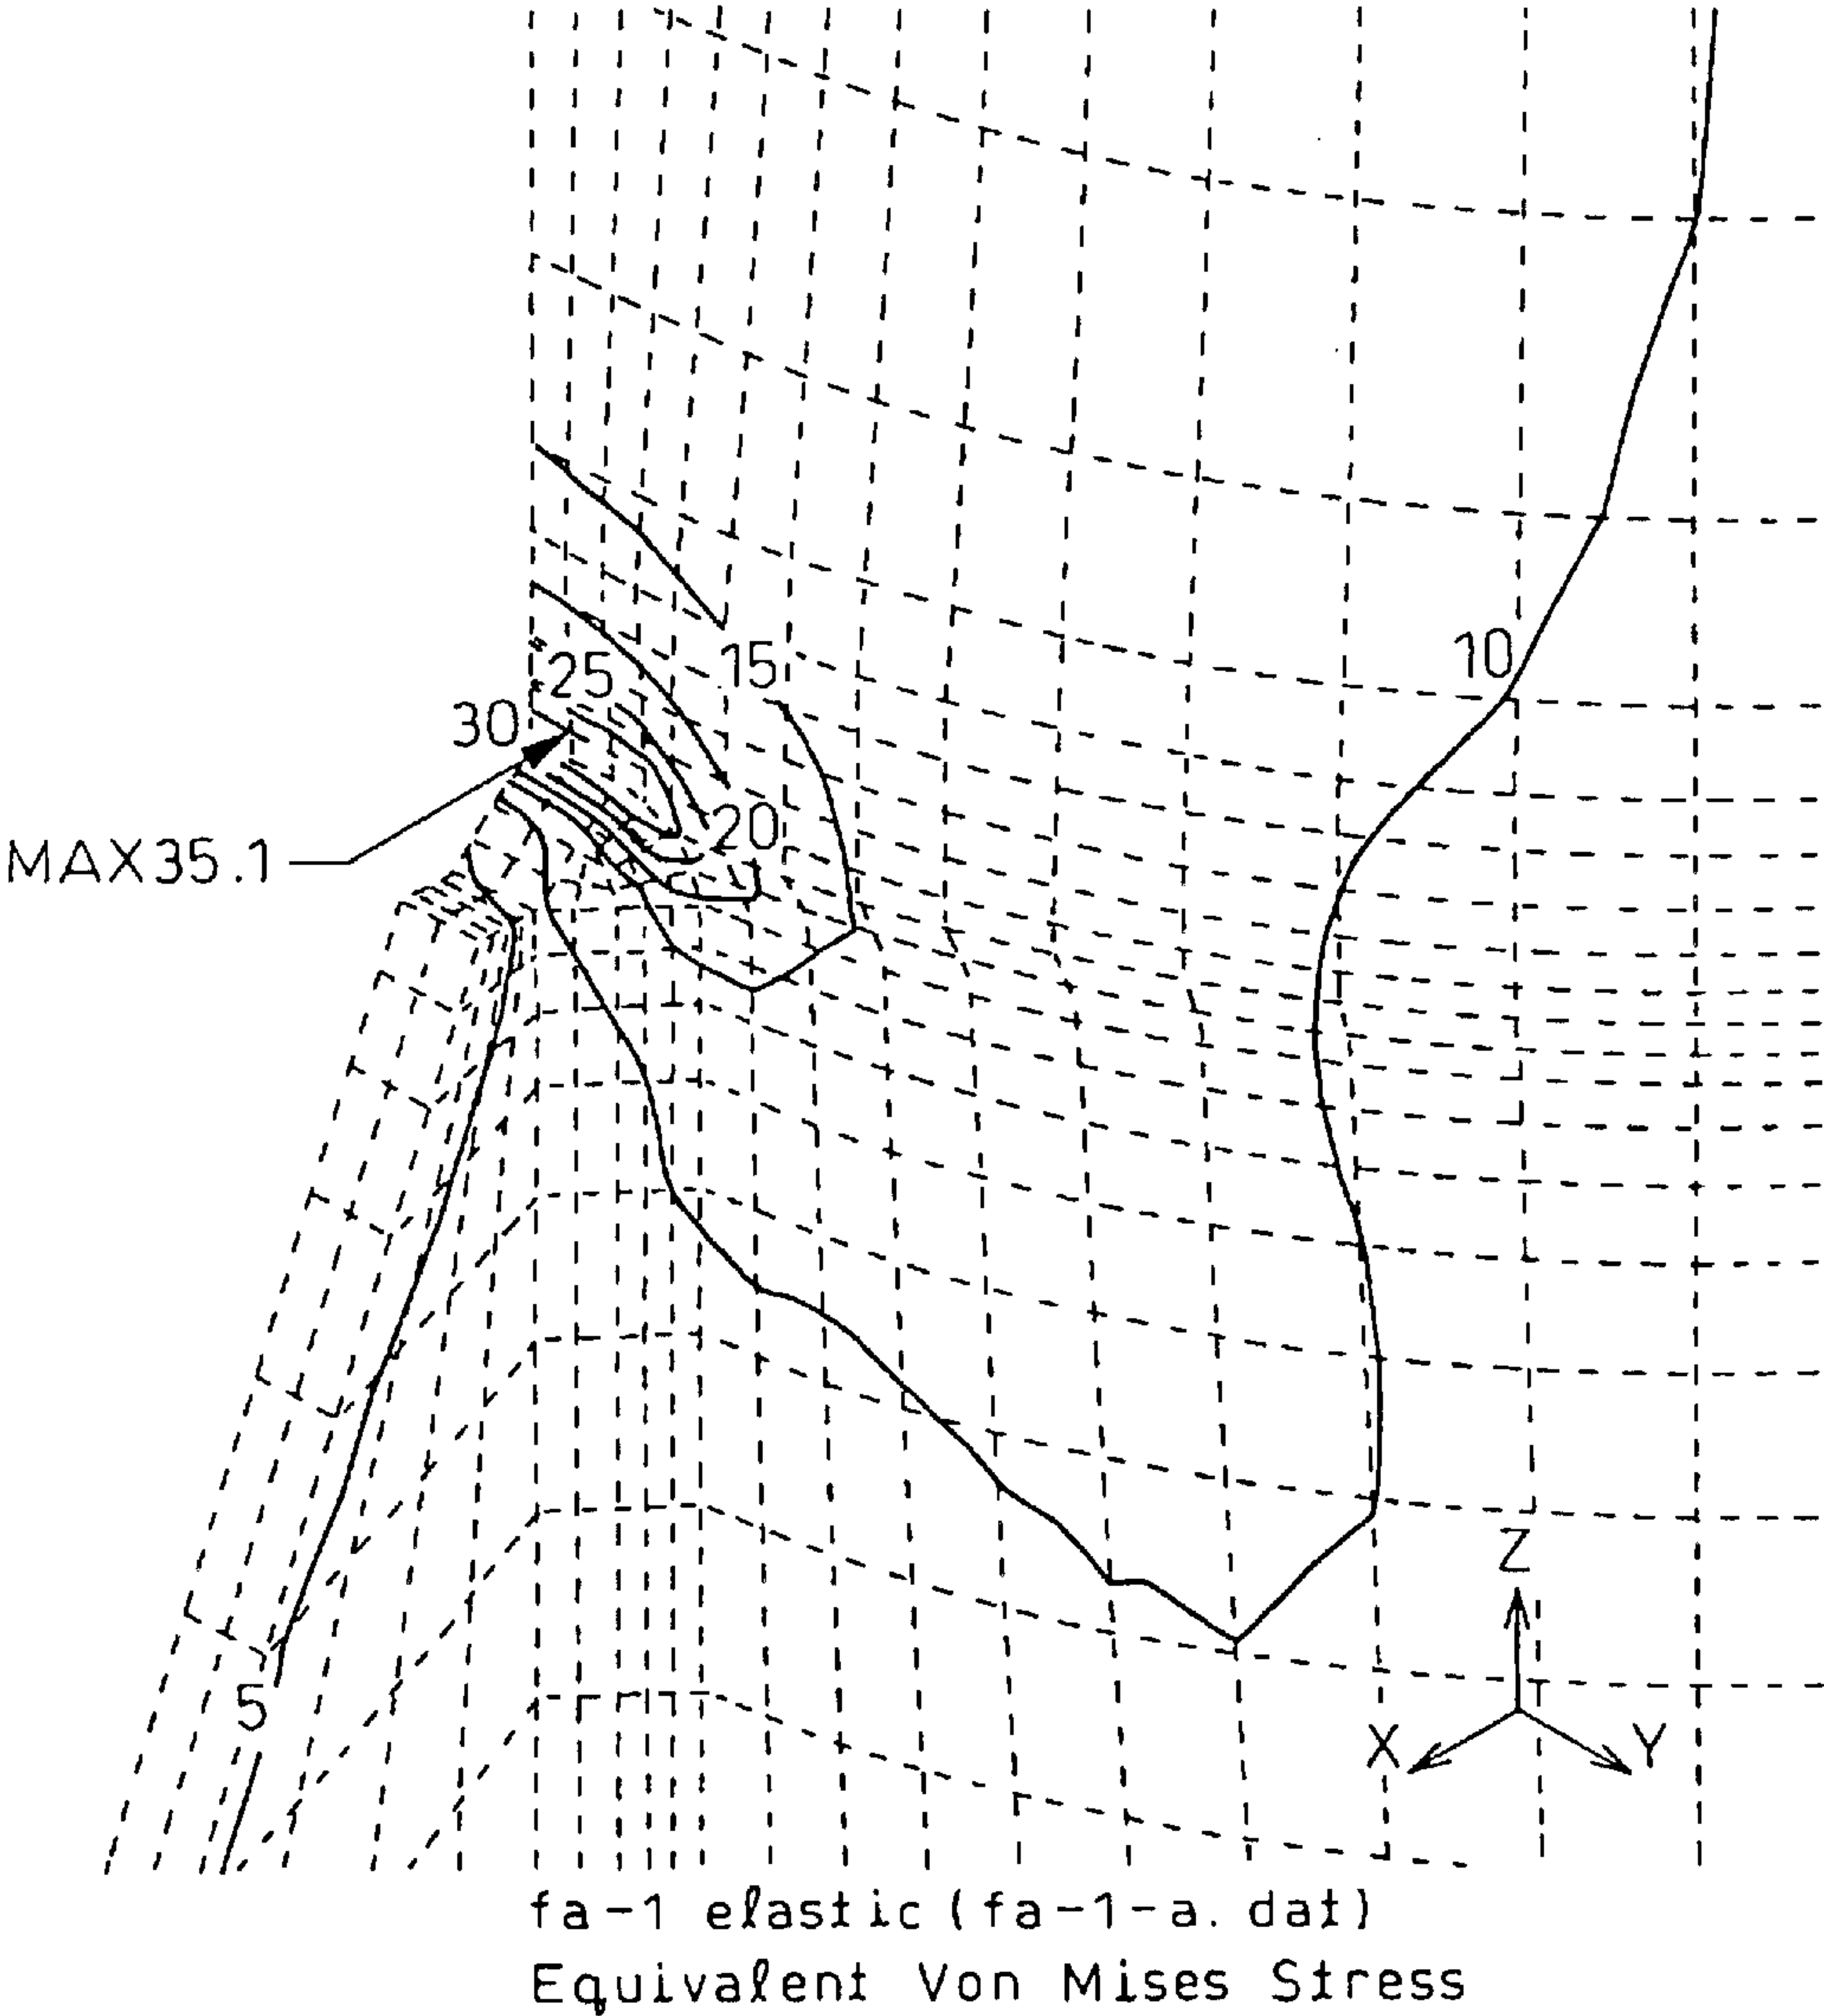 15
10
25
30
20
MAX35.1
Z
5
X
Y
fa-1 elastic (fa-1-a.dat)
Equivalent Von Mises Stress